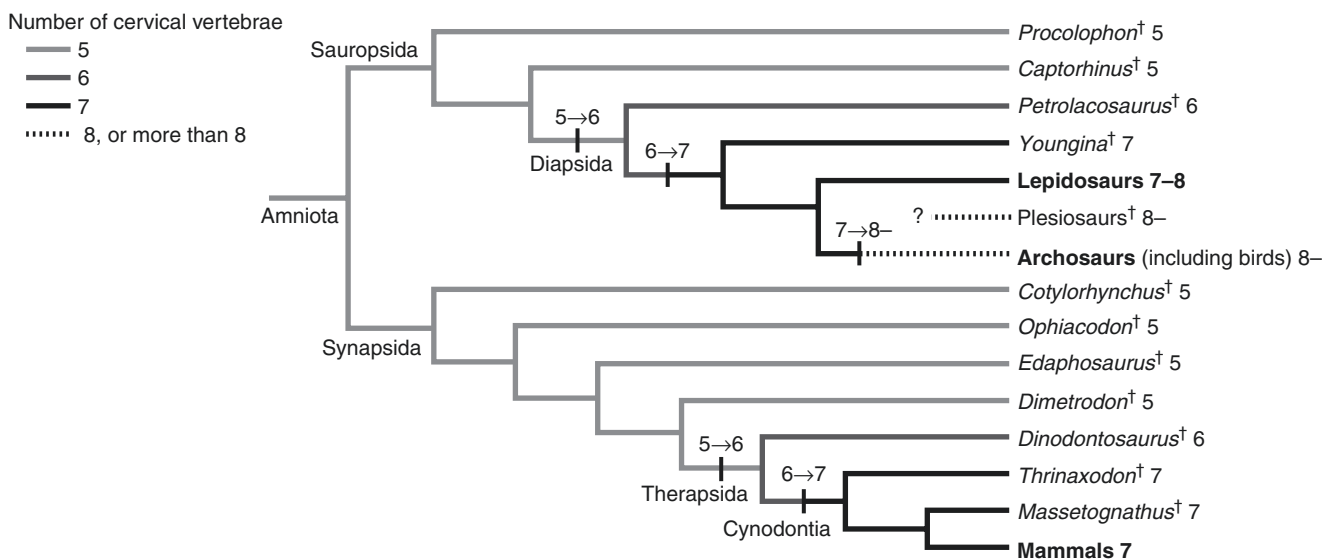 Number of cervical vertebrae
5
6
7
8, or more than 8
Sauropsida
Procolophon† 5
Captorhinus† 5
5→6
Petrolacosaurus† 6
Diapsida
6→7
Youngina† 7
Lepidosaurs 7–8
Amniota
? Plesiosaurs† 8–
7→8–
Archosaurs (including birds) 8–
Cotylorhynchus† 5
Synapsida
Ophiacodon† 5
Edaphosaurus† 5
Dimetrodon† 5
5→6
Dinodontosaurus† 6
Therapsida
6→7
Thrinaxodon† 7
Cynodontia
Massetognathus† 7
Mammals 7